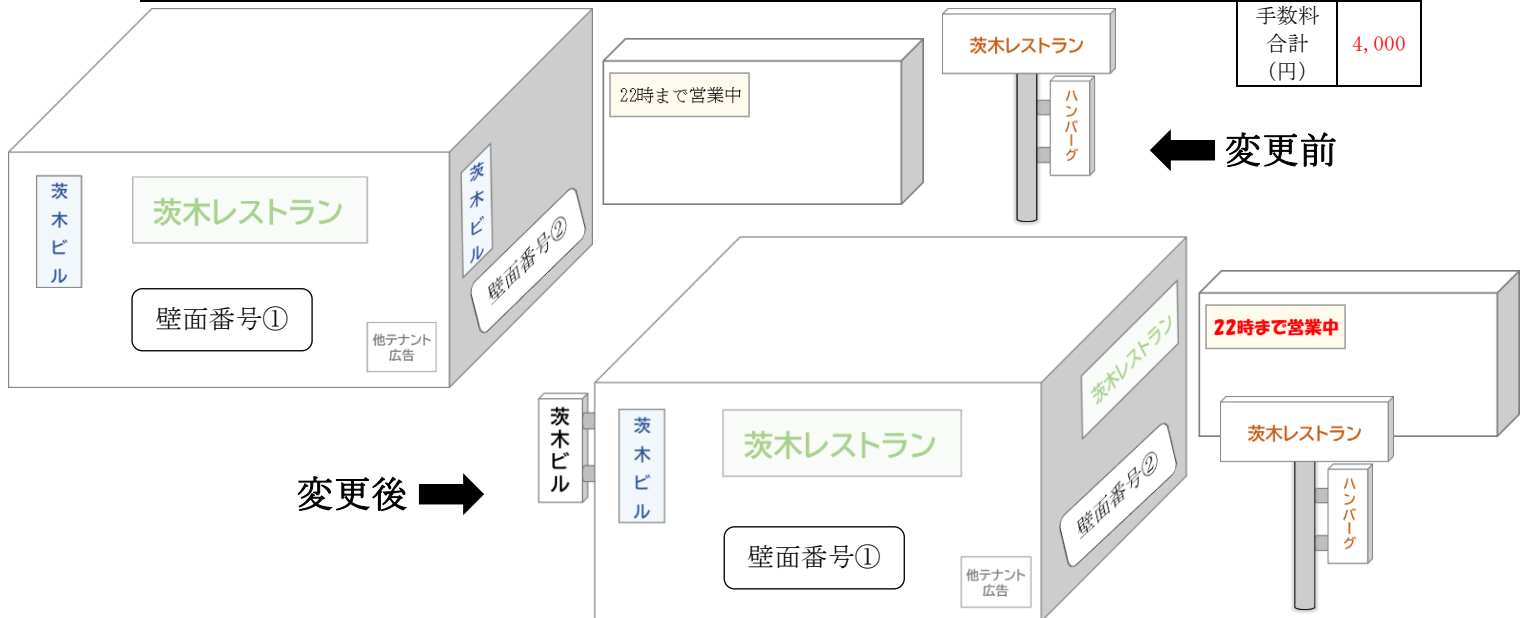 手数料
合計
(円)
4,000
茨木レストラン
ハンバーグ
22時まで営業中
変更前
茨木ビル
茨木レストラン
茨木ビル
壁面番号①
壁面番号②
他テナント
広告
変更後
茨木ビル
茨木ビル
茨木レストラン
茨木レストラン
壁面番号①
壁面番号②
他テナント
広告
22時まで営業中
茨木レストラン
ハンバーグ